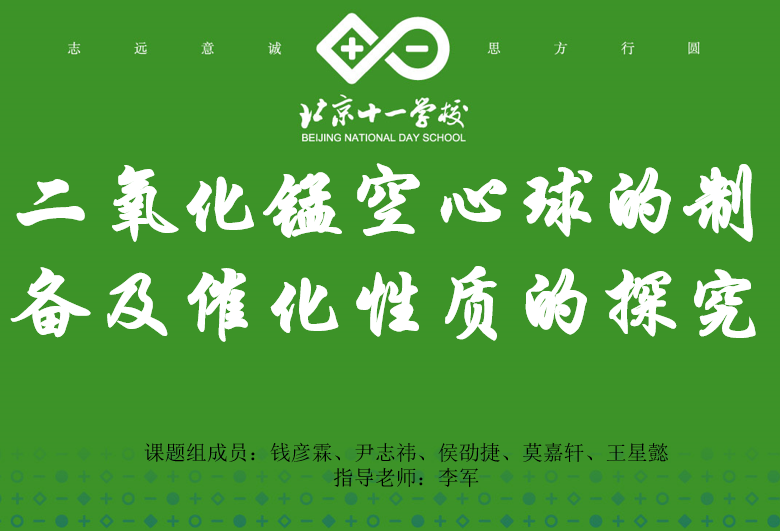 志 远 意 诚 思 方 行 圆
北京十一学校
BEIJING NATIONAL DAY SCHOOL
二氧化锰空心球的制
备及催化性质的探究
课题组成员：钱彦霖、尹志祎、侯劭捷、莫嘉轩、王星懿
指导老师：李军